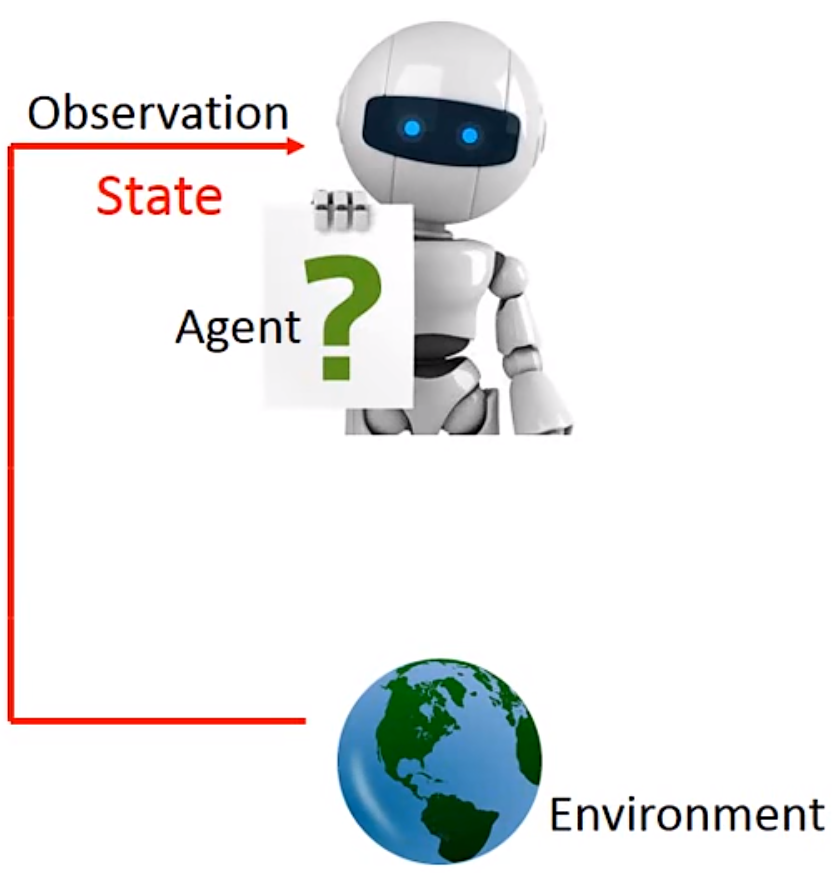 Observation
State
Agent
?
Environment